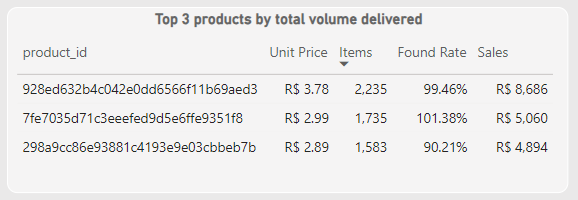 Top 3 products by total volume delivered
product_id Unit Price Items Found Rate Sales
928ed632b4c042e0dd6566f11b69aed3 R$ 3.78 2,235 99.46% R$ 8,686
7fe7035d71c3eeefed9d5e6ffe9351f8 R$ 2.99 1,735 101.38% R$ 5,060
298a9cc86e93881c4193e9e03cbbeb7b R$ 2.89 1,583 90.21% R$ 4,894